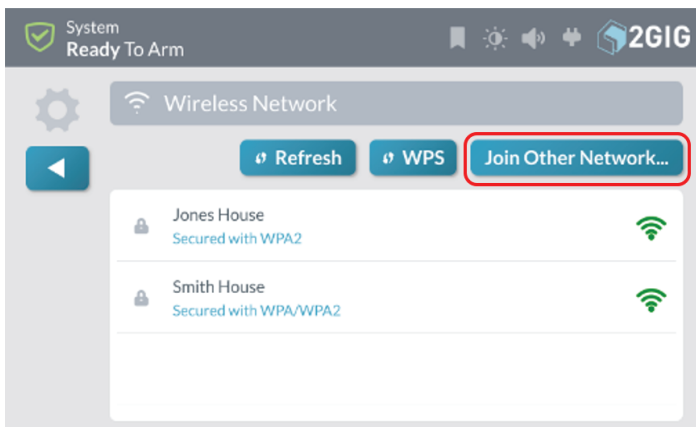 System
Ready To Arm
2GIG
Wireless Network
Refresh
WPS
Join Other Network...
Jones House
Secured with WPA2
Smith House
Secured with WPA/WPA2